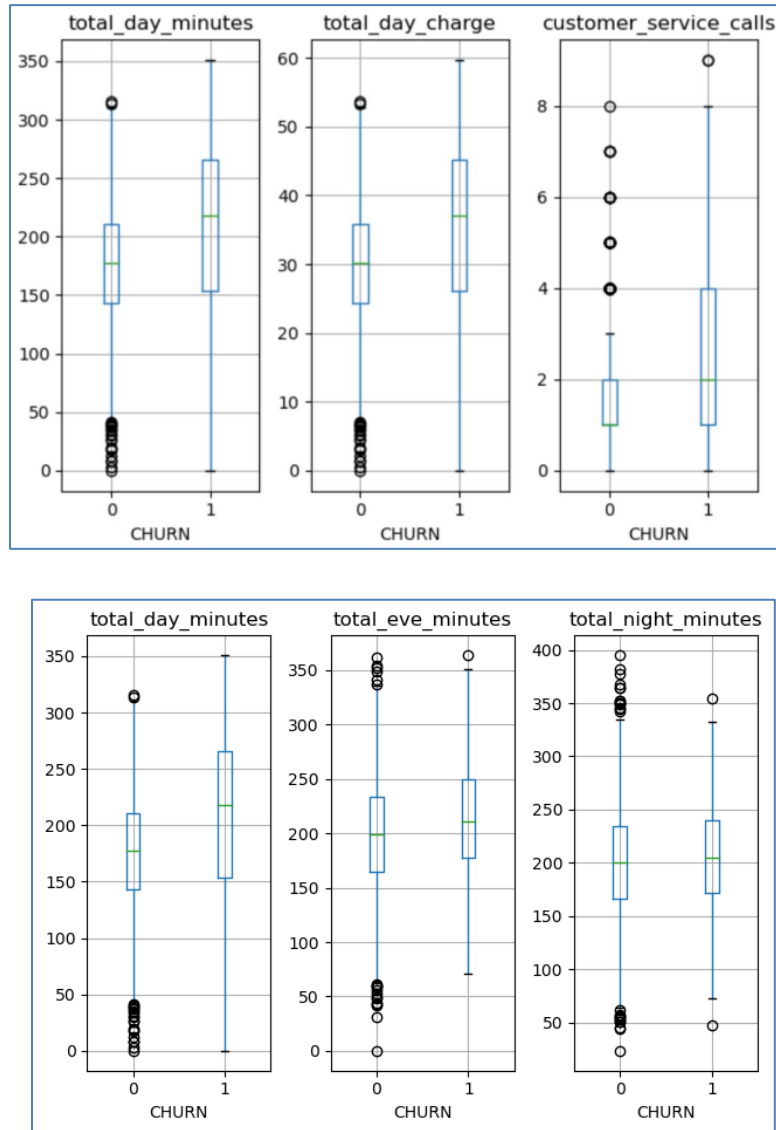 total_day_minutes total_day_charge customer_service_calls
350 60 8
300 50
250 40 6
200 30 4
150 20
100 10 2
50
0 0 0
0 1 0 1 0 1
CHURN CHURN CHURN
total_day_minutes total_eve_minutes total_night_minutes
350 350 400
300 300 350
250 250 300
200 200 250
150 150 200
100 100 150
50 50 100
0 0 50
0 1 0 1 0 1
CHURN CHURN CHURN